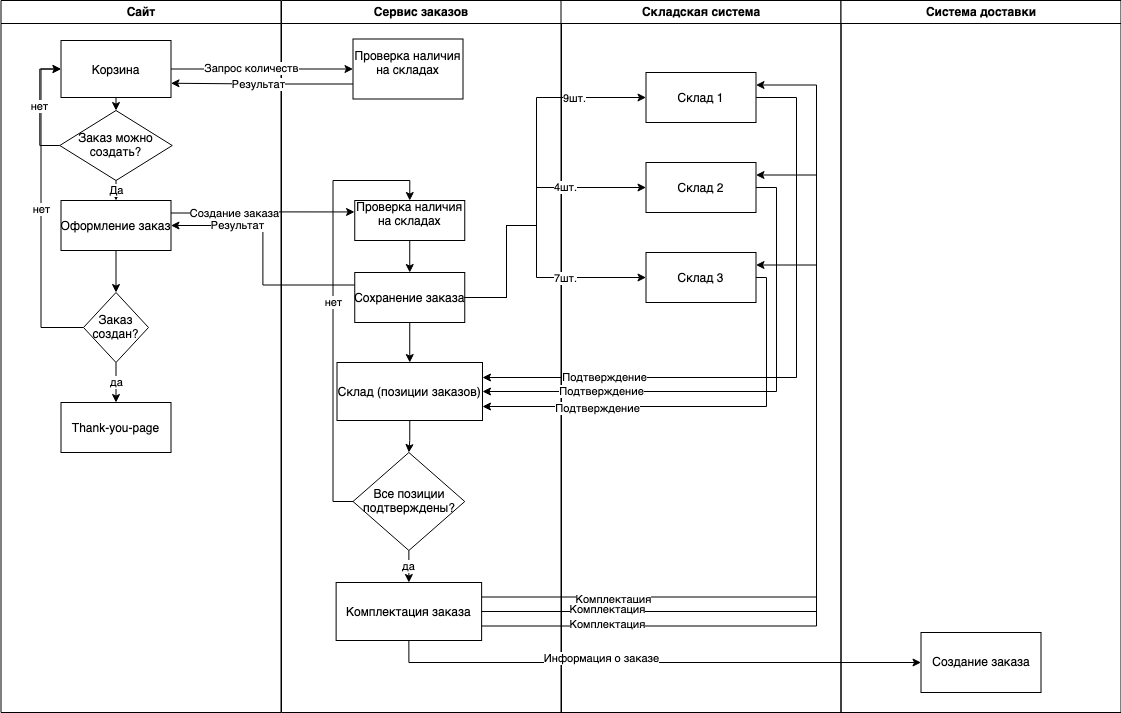 Сайт
Сервис заказов
Складская система
Система доставки
Корзина
Запрос количеств
Результат
Проверка наличия
на складах
нет
Заказ можно
создать?
Да
нет
Оформление заказ
Создание заказа
Результат
Проверка наличия
на складах
Сохранение заказа
нет
9шт.
Склад 1
4шт.
Склад 2
7шт.
Склад 3
Заказ
создан?
да
Thank-you-page
Склад (позиции заказов)
Подтверждение
Подтверждение
Подтверждение
Все позиции
подтверждены?
да
Комплектация заказа
Комплектация
Комплектация
Комплектация
Информация о заказе
Создание заказа